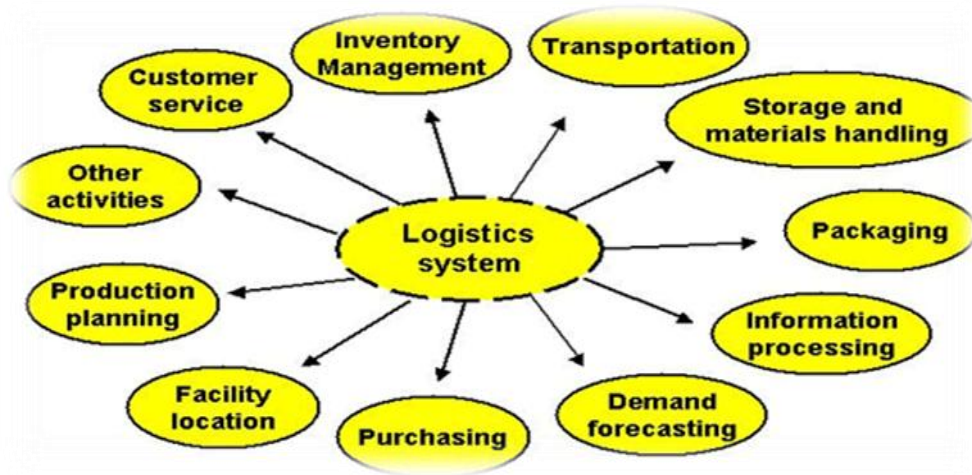 Inventory
Management
Transportation
Customer
service
Storage and
materials handling
Other
activities
Logistics
system
Packaging
Production
planning
Information
processing
Facility
location
Purchasing
Demand
forecasting